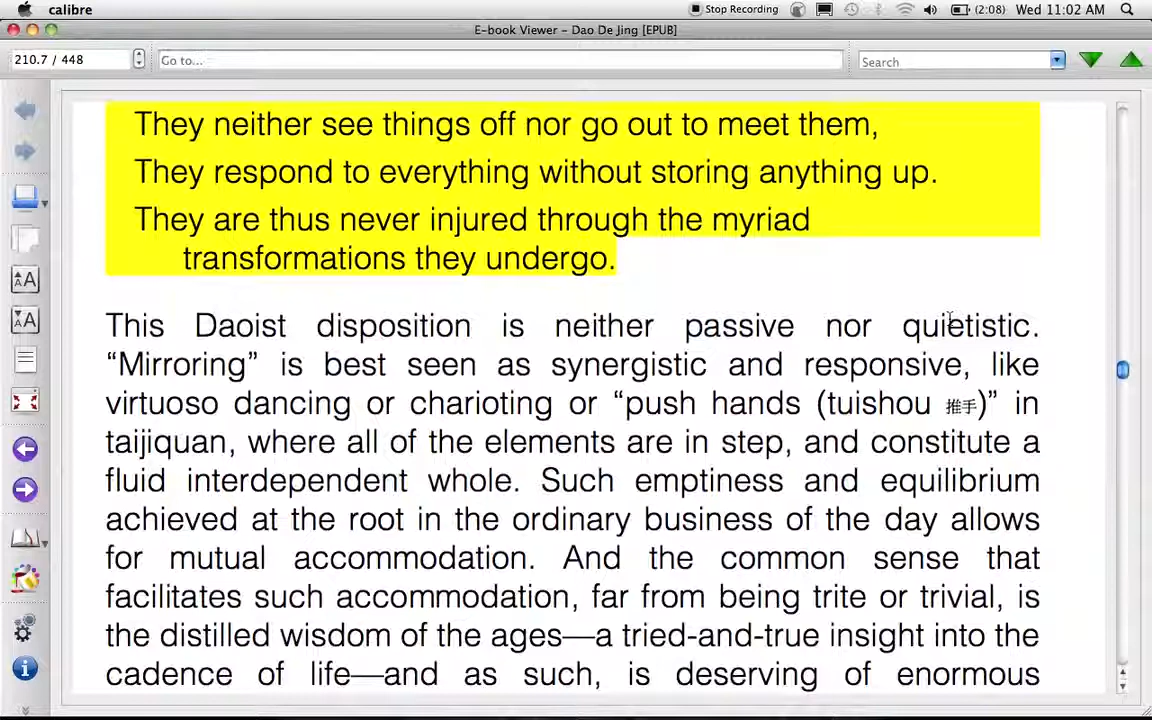 calibre
Stop Recording
(2:08)
Wed 11:02 AM
E-book Viewer – Dao De Jing [EPUB]
210.7 / 448
Go to...
Search
They neither see things off nor go out to meet them,
They respond to everything without storing anything up.
They are thus never injured through the myriad
transformations they undergo.
This Daoist disposition is neither passive nor quietistic.
“Mirroring” is best seen as synergistic and responsive, like
virtuoso dancing or charioting or “push hands (tuishou 推手)” in
taijiquan, where all of the elements are in step, and constitute a
fluid interdependent whole. Such emptiness and equilibrium
achieved at the root in the ordinary business of the day allows
for mutual accommodation. And the common sense that
facilitates such accommodation, far from being trite or trivial, is
the distilled wisdom of the ages—a tried-and-true insight into the
cadence of life—and as such, is deserving of enormous